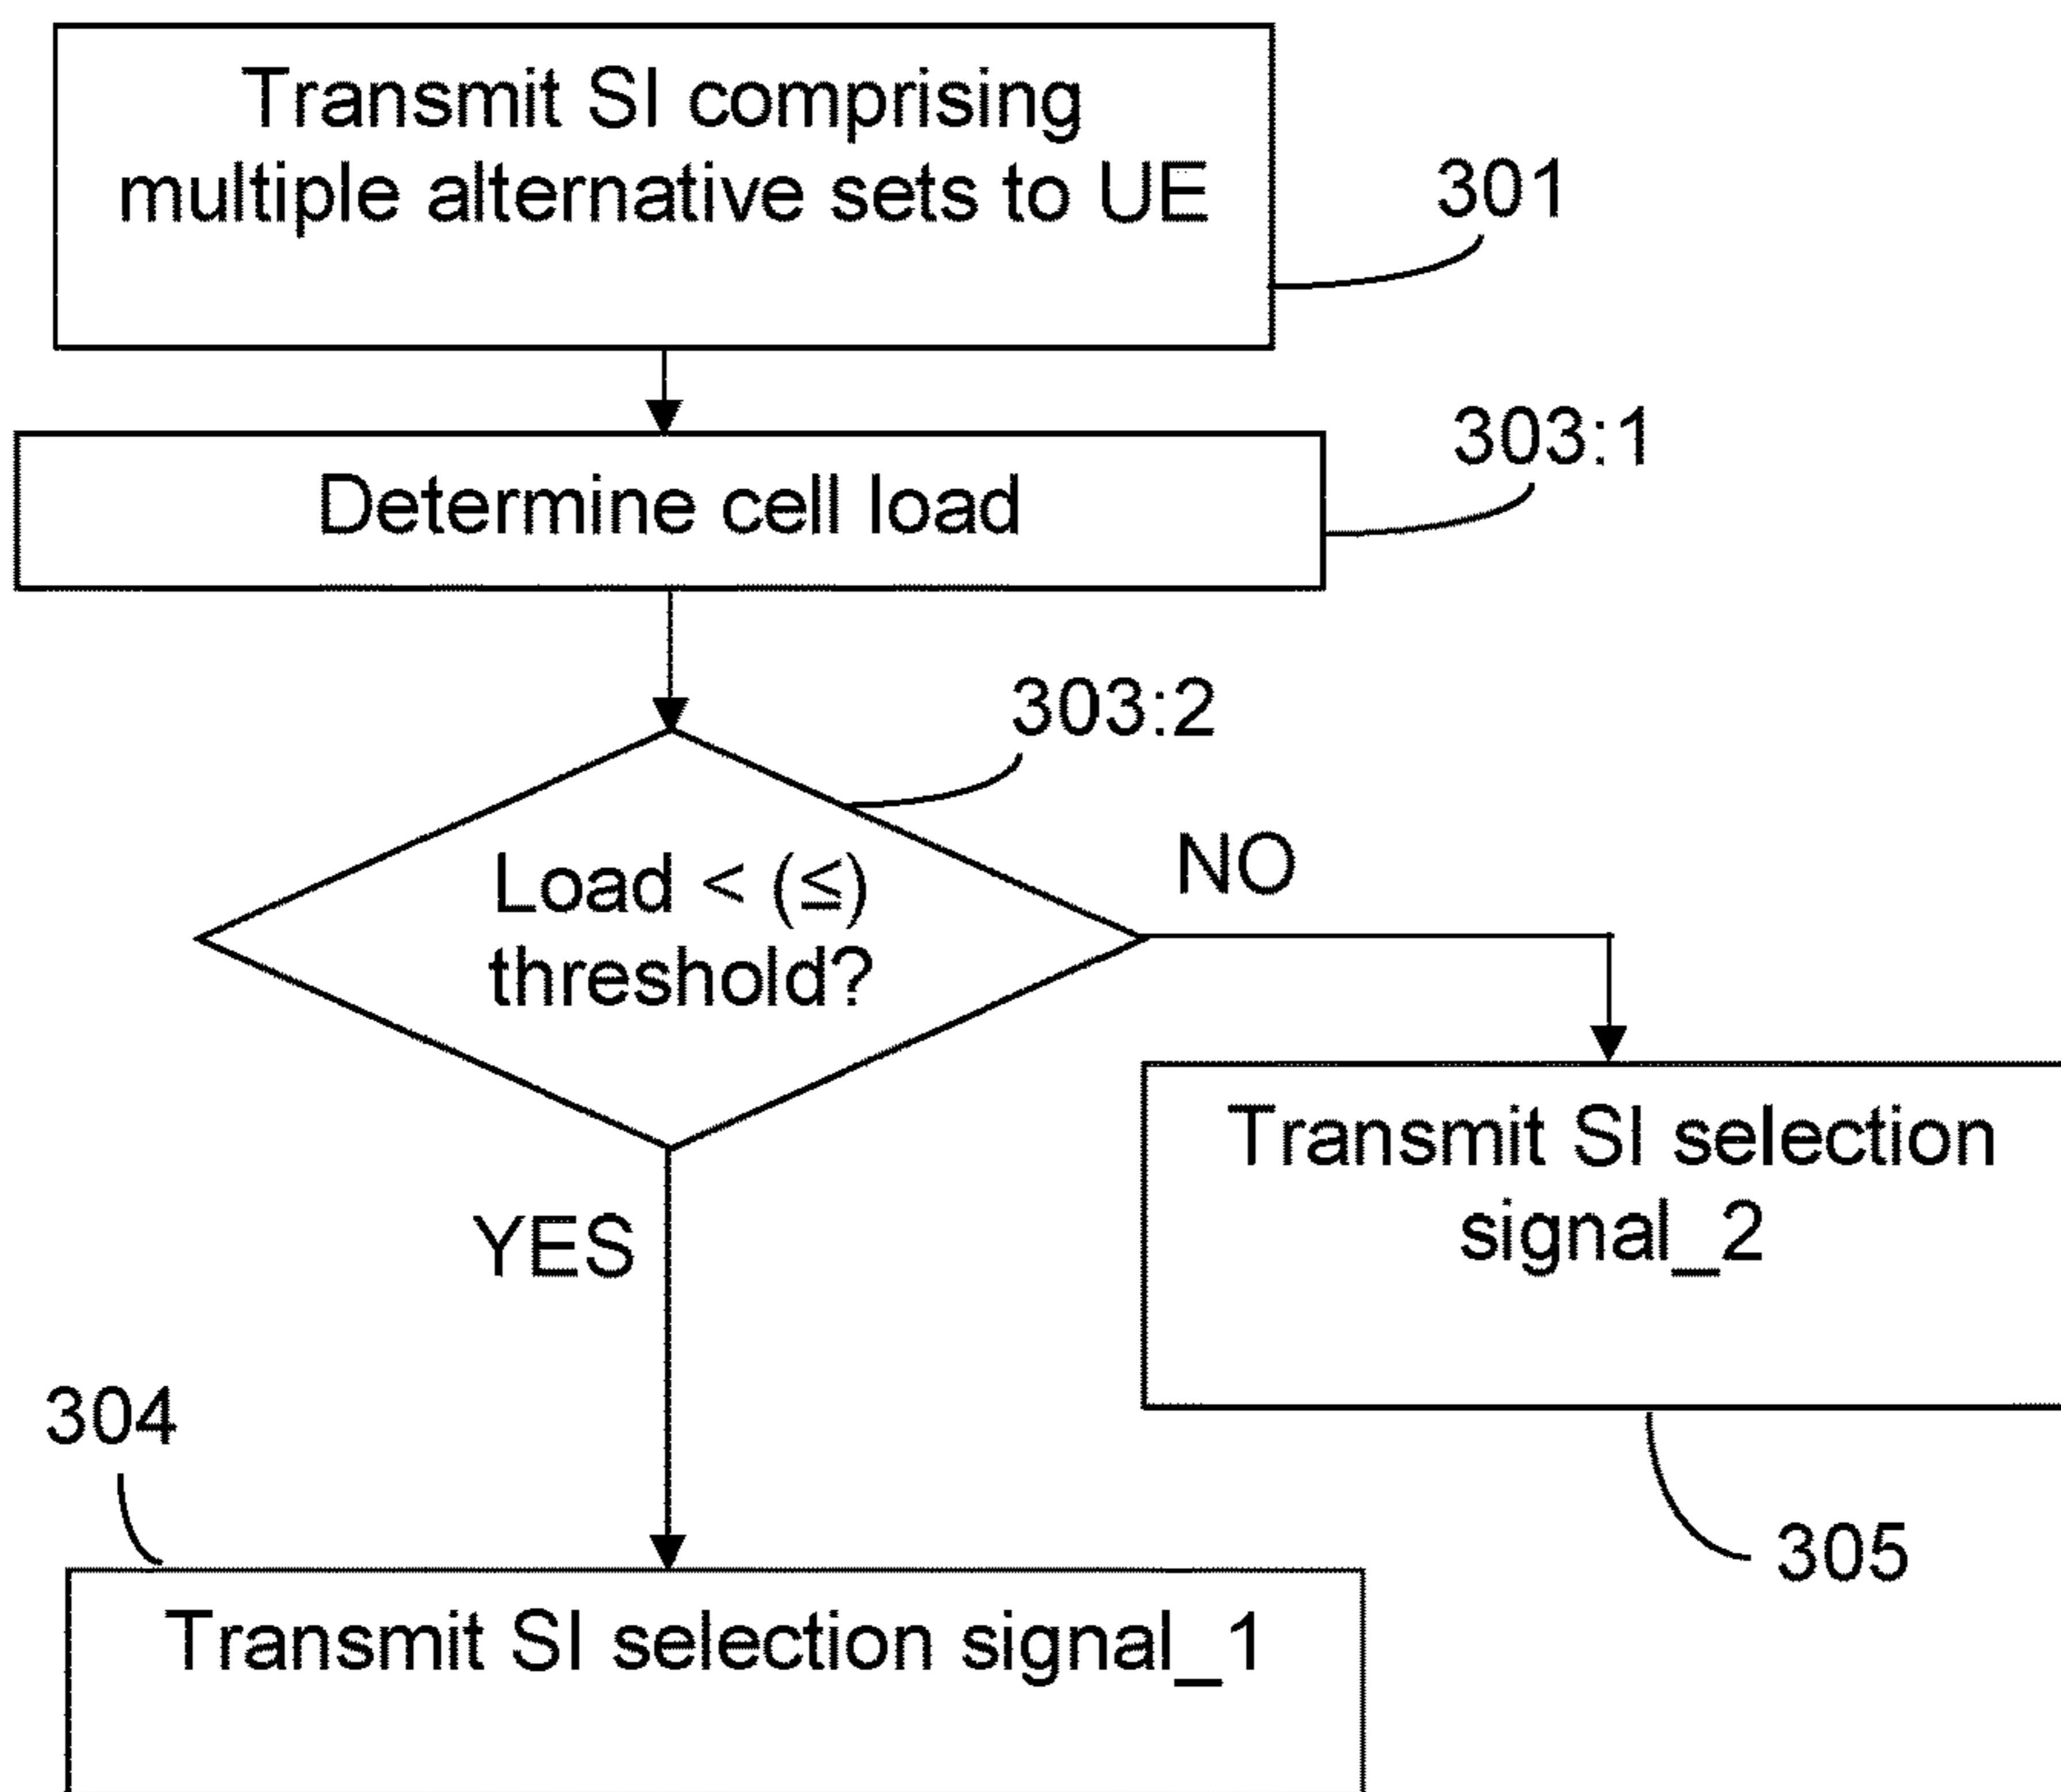 Transmit SI comprising
multiple alternative sets to UE
301
303:1
Determine cell load
303:2
Load < (≤)
threshold?
NO
Transmit SI selection
signal_2
YES
304
305
Transmit SI selection signal_1